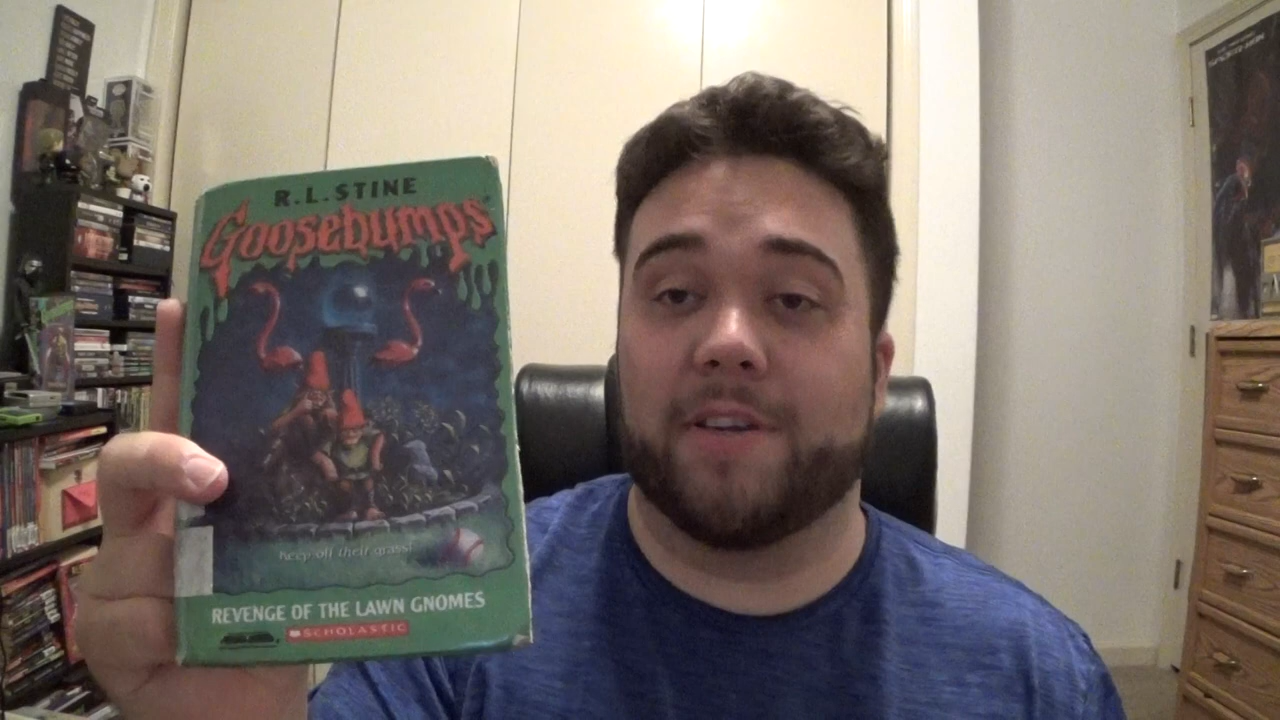 R.L.STINE
Goosebumps
Keep off their grass!
REVENGE OF THE LAWN GNOMES
SCHOLASTIC